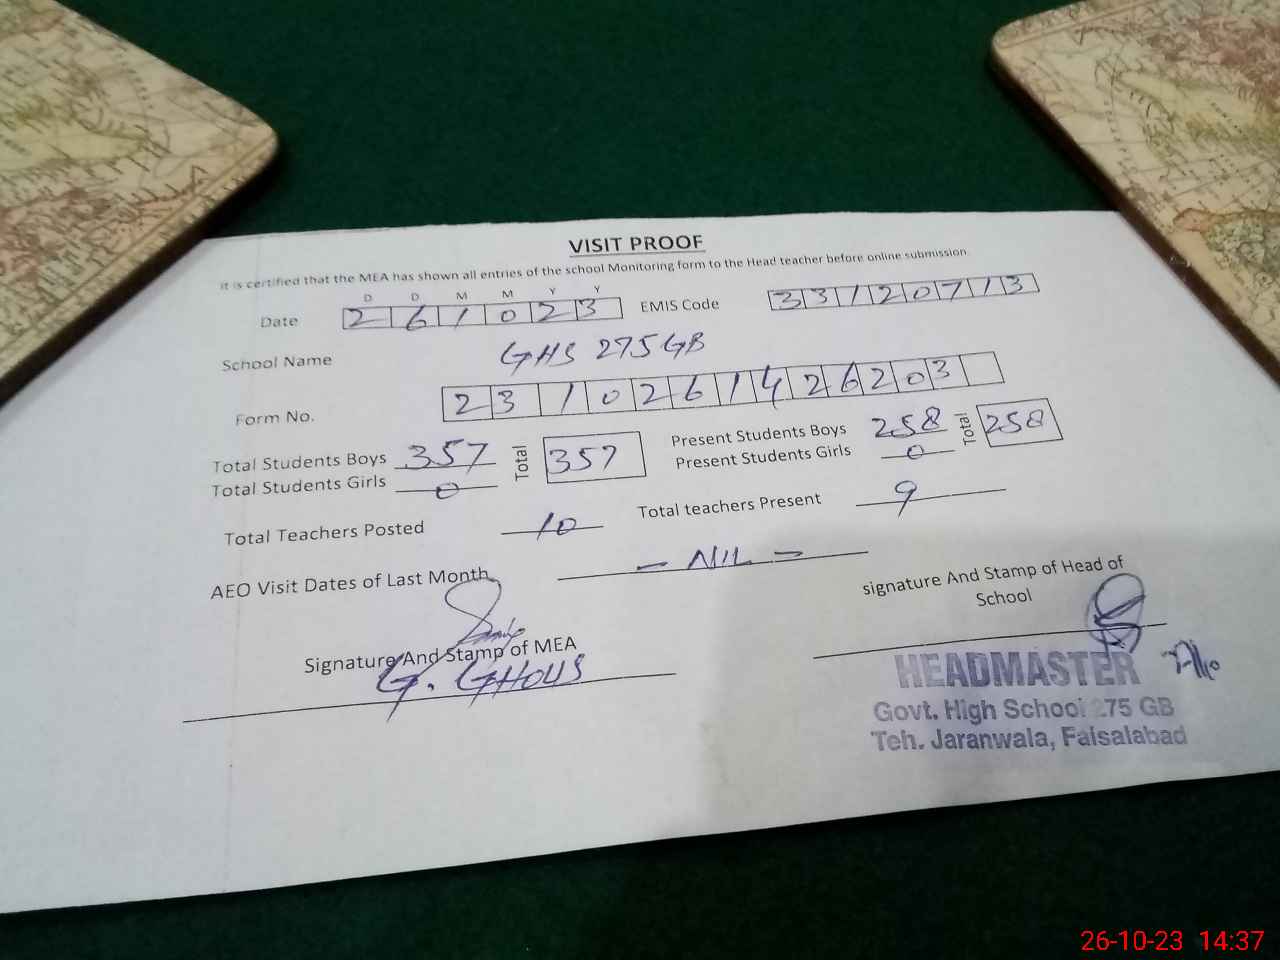 VISIT PROOF
It is certified that the MEA has shown all entries of the school Monitoring form to the Head teacher before online submission.
D D M M Y Y
Date 2 6 1 0 2 3 EMIS Code 3 3 1 2 0 7 1 3
School Name GHS 275 GB
Form No. 2 3 1 0 2 6 1 4 2 6 2 0 3
Total Students Boys 357 Total 357 Present Students Boys 258 Total 258
Total Students Girls 0 Present Students Girls 0
Total Teachers Posted 10 Total teachers Present 9
AEO Visit Dates of Last Month - NIL -
signature And Stamp of Head of
School
Signature And Stamp of MEA
G. GHOUS
HEADMASTER
Govt. High School 275 GB
Teh. Jaranwala, Faisalabad
26-10-23 14:37